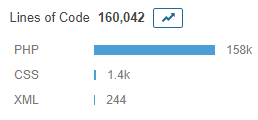 Lines of Code 160,042
PHP 158k
CSS 1.4k
XML 244